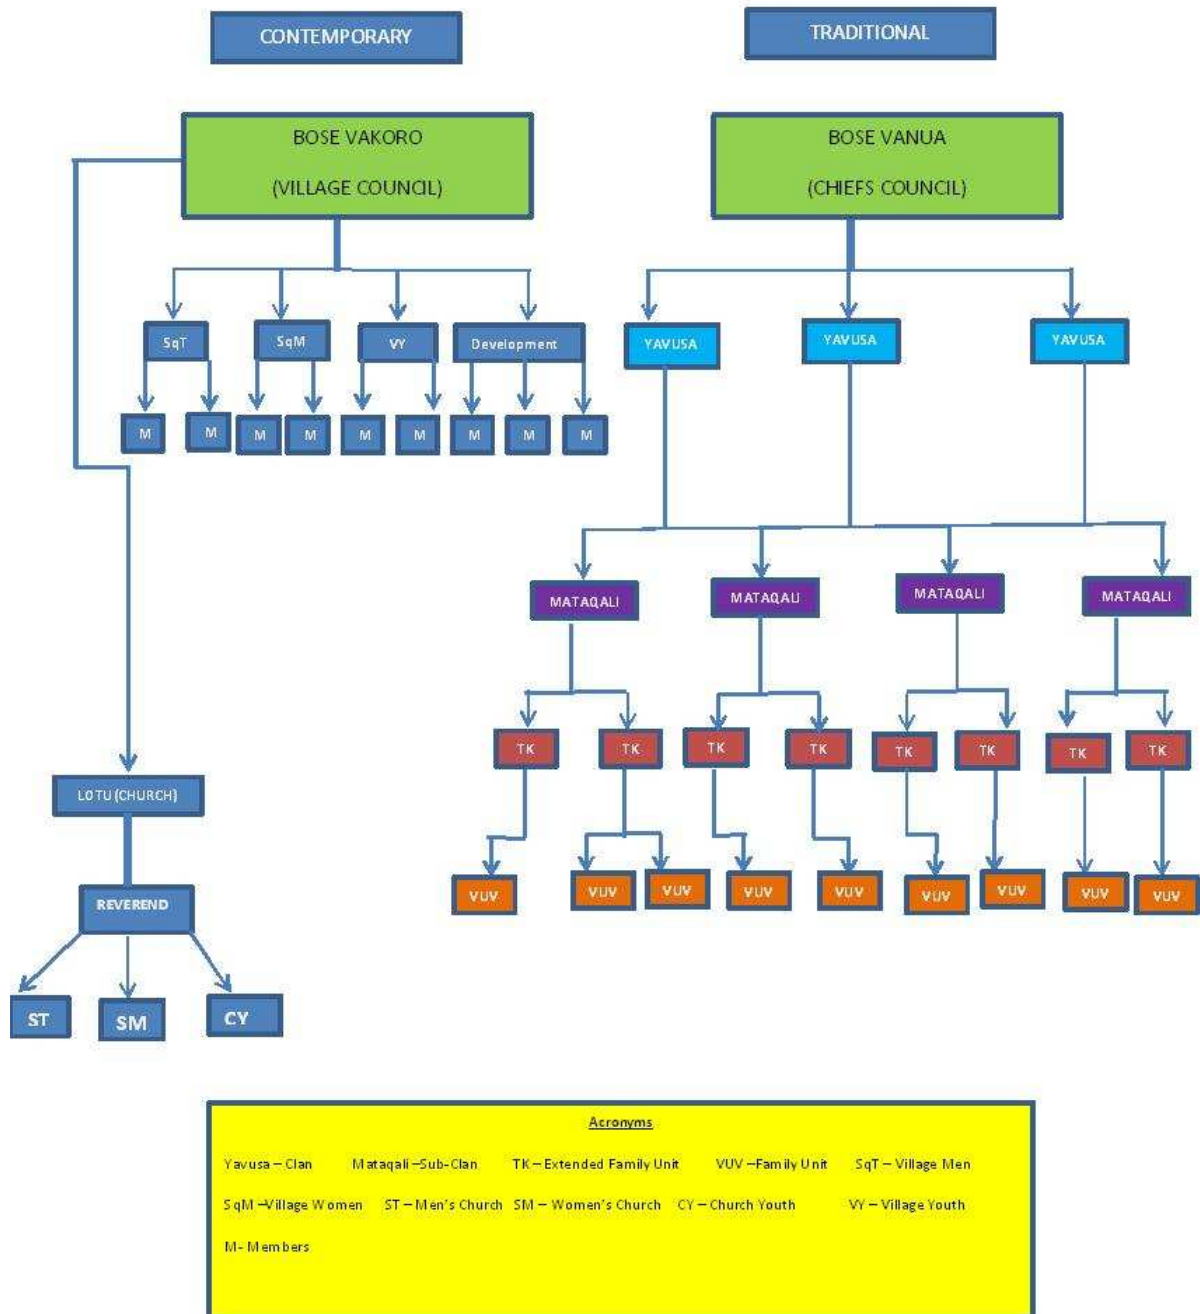 CONTEMPORARY
TRADITIONAL
BOSE VAKORO
(VILLAGE COUNCIL)
BOSE VANUA
(CHIEFS COUNCIL)
SqT
SqM
VY
Development
YAVUSA
YAVUSA
YAVUSA
M
M
M
M
M
M
M
M
M
MATAQALI
MATAQALI
MATAQALI
MATAQALI
TK
TK
TK
TK
TK
TK
TK
TK
LOTU (CHURCH)
VUV
VUV
VUV
VUV
VUV
VUV
VUV
VUV
VUV
REVEREND
ST
SM
CY
Acronyms
Yavusa – Clan Mataqali –Sub-Clan TK – Extended Family Unit VUV –Family Unit SqT – Village Men
SqM –Village Women ST – Men's Church SM – Women's Church CY – Church Youth VY – Village Youth
M- Members